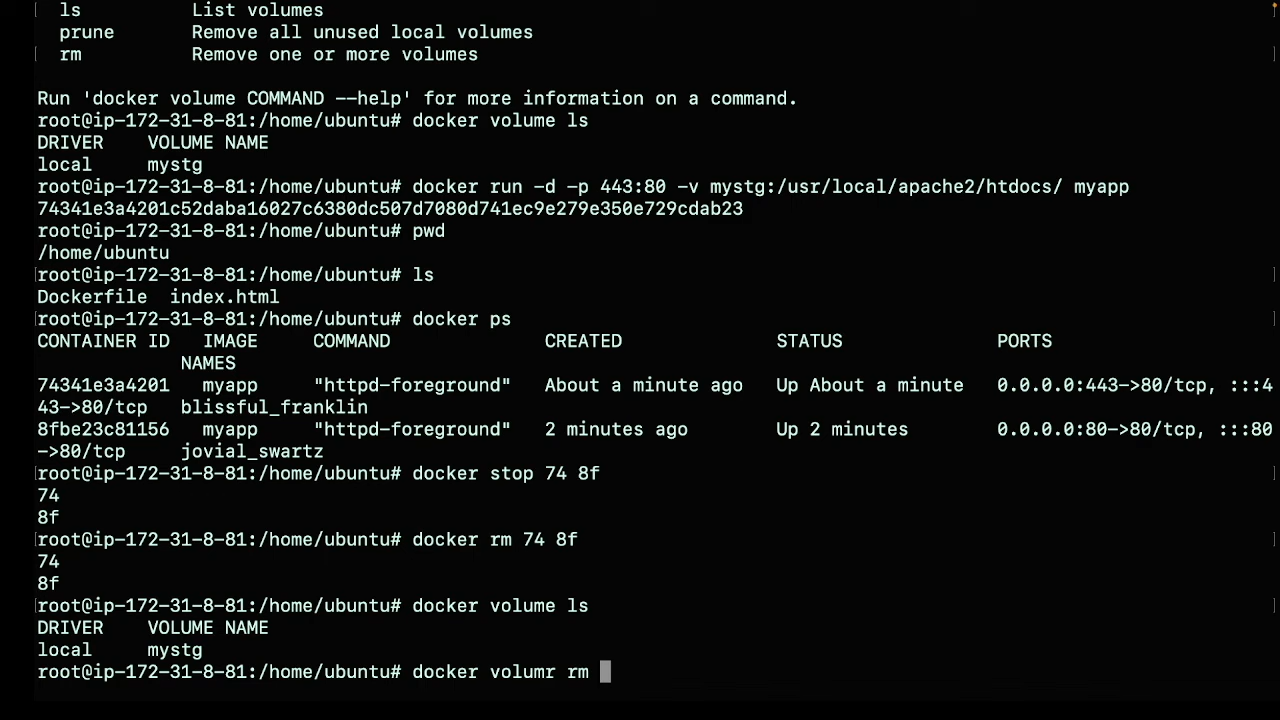 ls             List volumes
prune       Remove all unused local volumes
rm            Remove one or more volumes
Run 'docker volume COMMAND --help' for more information on a command.
root@ip-172-31-8-81:/home/ubuntu# docker volume ls
DRIVER    VOLUME NAME
local     mystg
root@ip-172-31-8-81:/home/ubuntu# docker run -d -p 443:80 -v mystg:/usr/local/apache2/htdocs/ myapp
74341e3a4201c52daba16027c6380dc507d7080d741ec9e279e350e729cdab23
root@ip-172-31-8-81:/home/ubuntu# pwd
/home/ubuntu
root@ip-172-31-8-81:/home/ubuntu# ls
Dockerfile  index.html
root@ip-172-31-8-81:/home/ubuntu# docker ps
CONTAINER ID   IMAGE     COMMAND              CREATED              STATUS              PORTS
             NAMES
74341e3a4201   myapp     "httpd-foreground"   About a minute ago   Up About a minute   0.0.0.0:443->80/tcp, :::4
43->80/tcp   blissful_franklin
8fbe23c81156   myapp     "httpd-foreground"   2 minutes ago        Up 2 minutes        0.0.0.0:80->80/tcp, :::80
->80/tcp     jovial_swartz
root@ip-172-31-8-81:/home/ubuntu# docker stop 74 8f
74
8f
root@ip-172-31-8-81:/home/ubuntu# docker rm 74 8f
74
8f
root@ip-172-31-8-81:/home/ubuntu# docker volume ls
DRIVER    VOLUME NAME
local     mystg
root@ip-172-31-8-81:/home/ubuntu# docker volumr rm